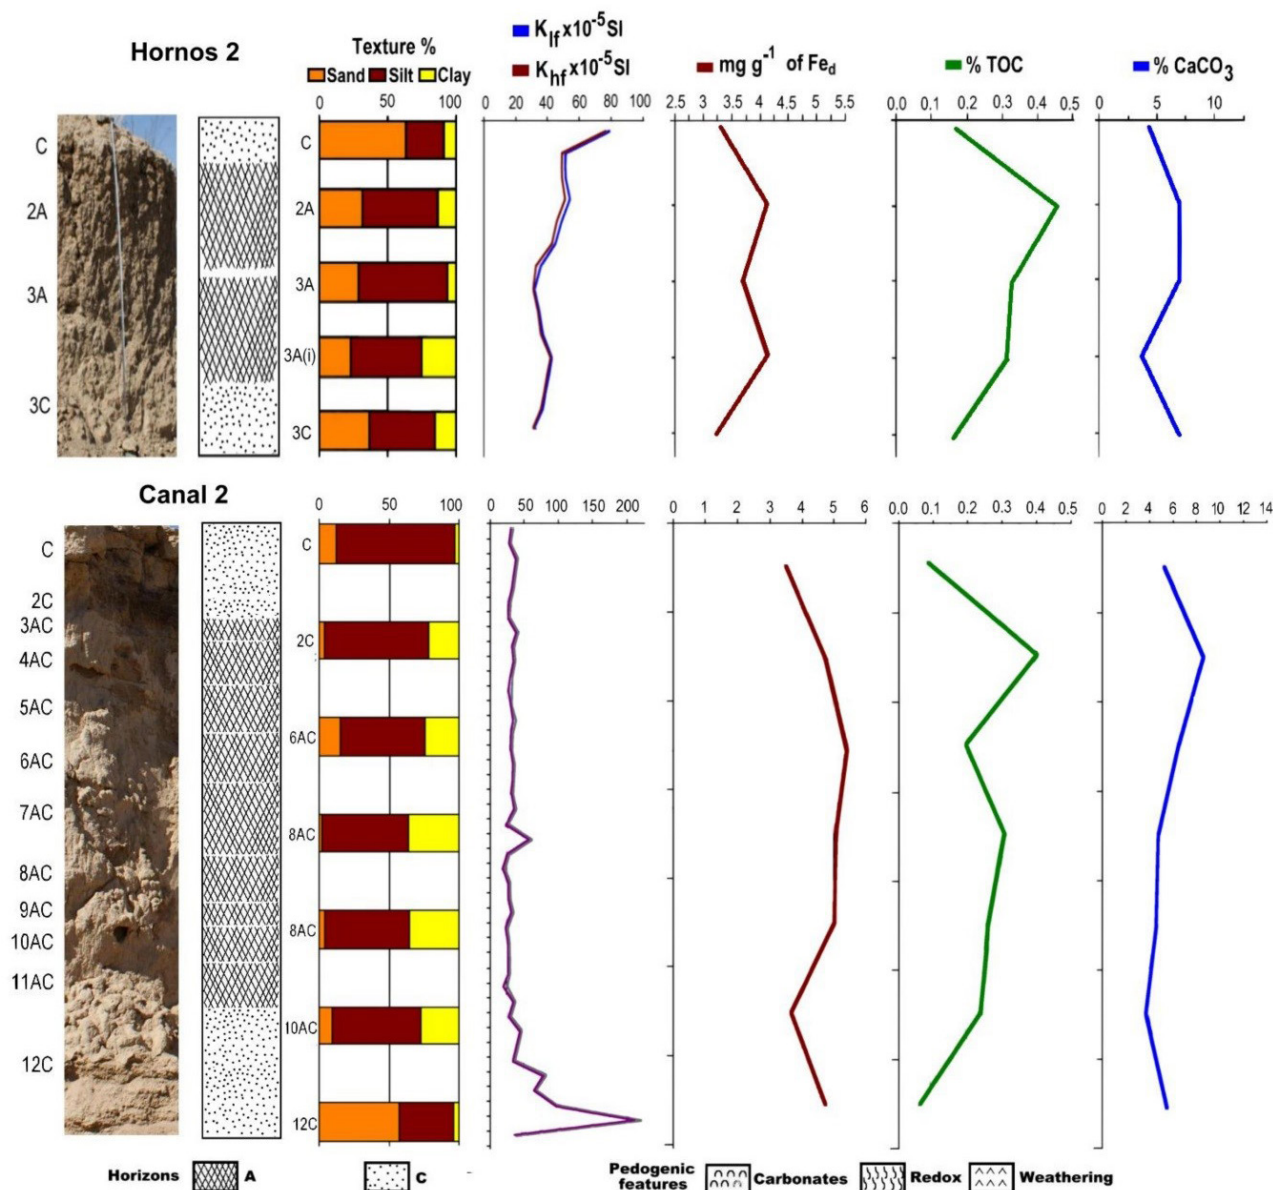 Hornos 2
Texture %
Sand Silt Clay
K_lf x10^-5 SI
K_hf x10^-5 SI
mg g^-1 of Fe_d
% TOC
% CaCO_3
0 50 100
0 20 40 60 80 100
2.5 3 3.5 4 4.5 5 5.5
0.0 0.1 0.2 0.3 0.4 0.5
0 5 10
C
2A
3A
3C
C
2A
3A
3A(i)
3C
Canal 2
0 50 100
0 50 100 150 200
0 1 2 3 4 5 6
0.0 0.1 0.2 0.3 0.4 0.5
0 2 4 6 8 10 12 14
C
2C
3AC
4AC
5AC
6AC
7AC
8AC
9AC
10AC
11AC
12C
C
2C
6AC
8AC
8AC
10AC
12C
Horizons A C
Pedogenic features Carbonates Redox Weathering